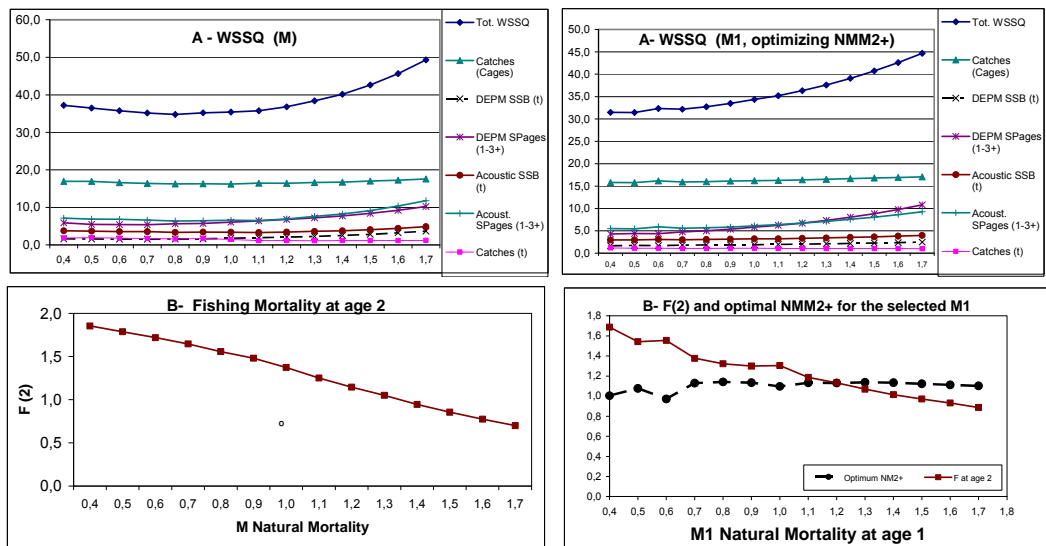 A - WSSQ (M)
60,0
50,0
40,0
30,0
20,0
10,0
0,0
0,4 0,5 0,6 0,7 0,8 0,9 1,0 1,1 1,2 1,3 1,4 1,5 1,6 1,7
Tot. WSSQ
Catches
(Cages)
DEPM SSB (t)
DEPM SPages
(1-3+)
Acoustic SSB
(t)
Acoust.
SPages (1-3+)
Catches (t)
A- WSSQ (M1, optimizing NMM2+)
50,0
45,0
40,0
35,0
30,0
25,0
20,0
15,0
10,0
5,0
0,0
0,4 0,5 0,6 0,7 0,8 0,9 1,0 1,1 1,2 1,3 1,4 1,5 1,6 1,7
Tot. WSSQ
Catches
(Cages)
DEPM SSB (t)
DEPM SPages
(1-3+)
Acoustic SSB
(t)
Acoust.
SPages (1-3+)
Catches (t)
B- Fishing Mortality at age 2
2,0
1,5
1,0
0,5
0,0
F (2)
0,4 0,5 0,6 0,7 0,8 0,9 1,0 1,1 1,2 1,3 1,4 1,5 1,6 1,7
M Natural Mortality
B- F(2) and optimal NMM2+ for the selected M1
1,8
1,6
1,4
1,2
1,0
0,8
0,6
0,4
0,2
0,0
Optimum NM2+ F at age 2
0,4 0,5 0,6 0,7 0,8 0,9 1,0 1,1 1,2 1,3 1,4 1,5 1,6 1,7 1,8
M1 Natural Mortality at age 1